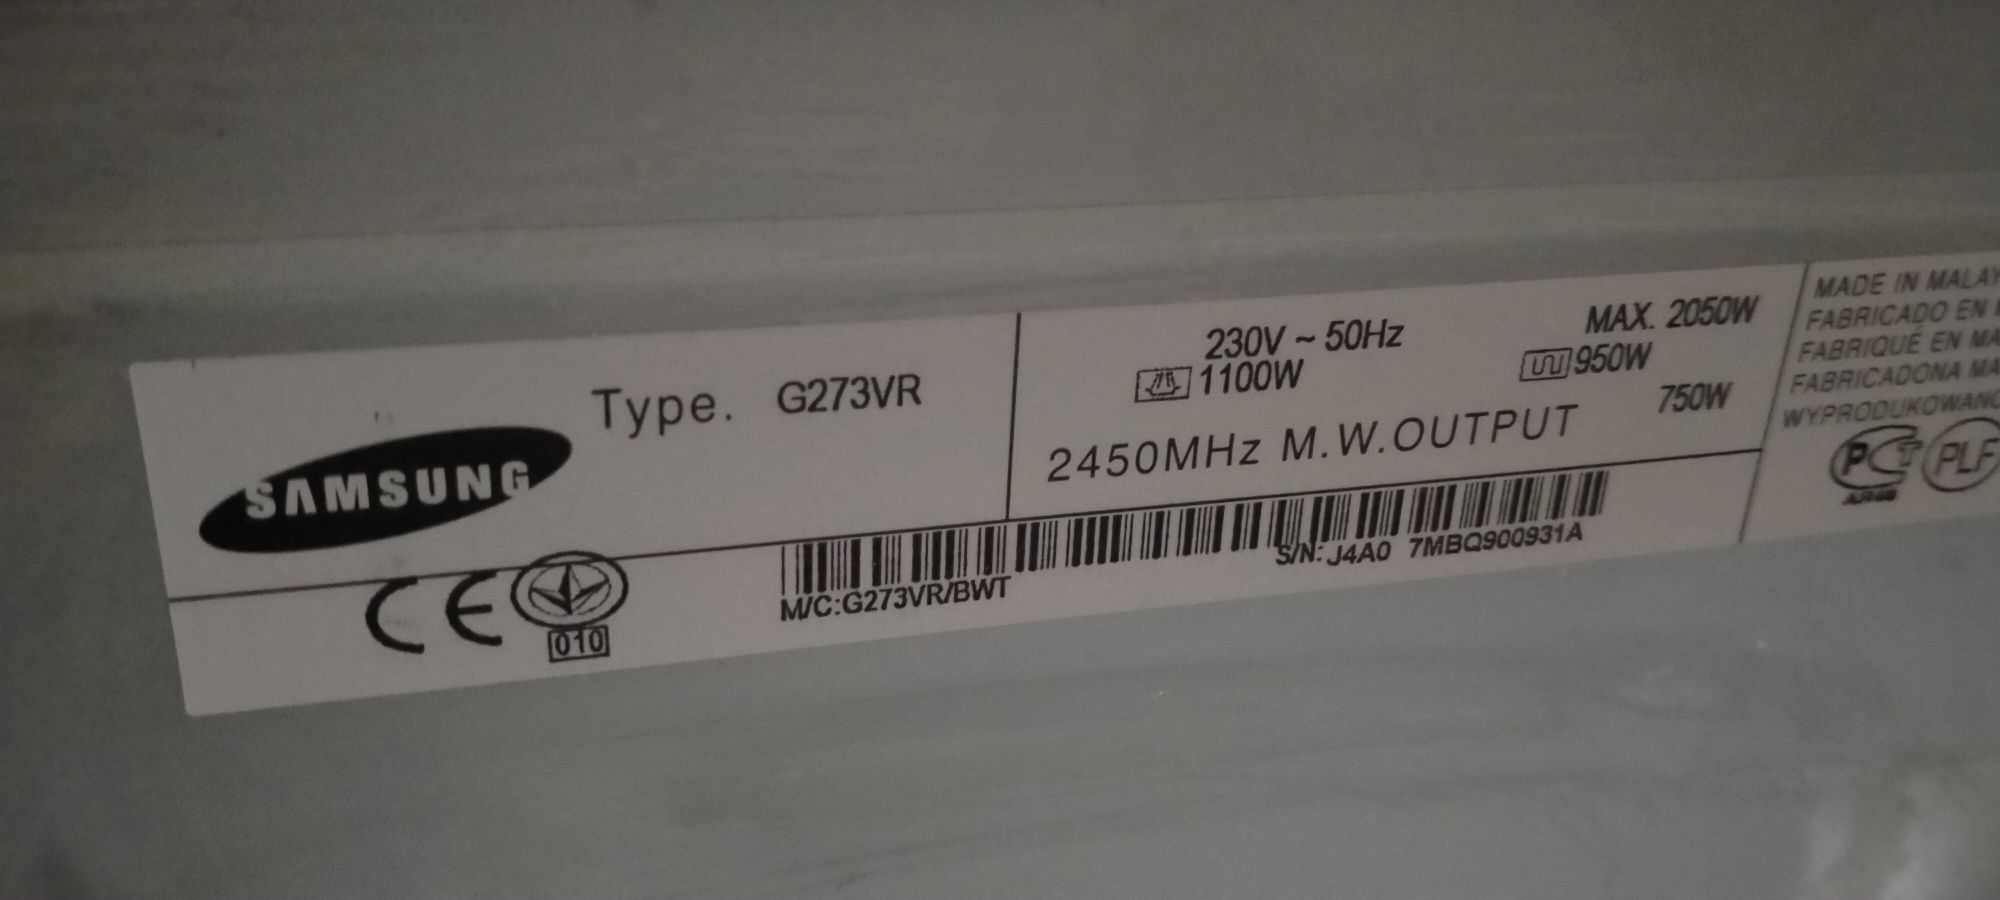 SAMSUNG
Type. G273VR
230V ~ 50Hz MAX. 2050W
1100W 950W
2450MHz M.W.OUTPUT 750W
M/C:G273VR/BWT
S/N: J4A0 7MBQ900931A
010
MADE IN MALAY
FABRICADO EN
FABRIQUÉ EN MA
FABRICADONA MA
WYPRODUKOWANO
PCT
PLF